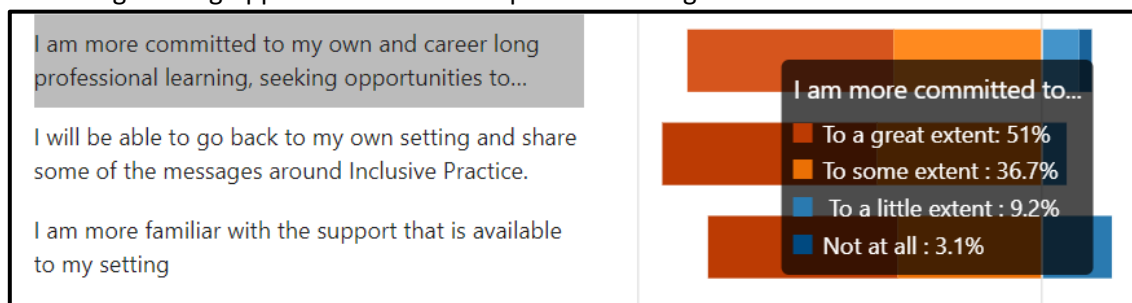 I am more committed to my own and career long
professional learning, seeking opportunities to...
I will be able to go back to my own setting and share
some of the messages around Inclusive Practice.
I am more familiar with the support that is available
to my setting
I am more committed to...
To a great extent: 51%
To some extent : 36.7%
To a little extent : 9.2%
Not at all : 3.1%